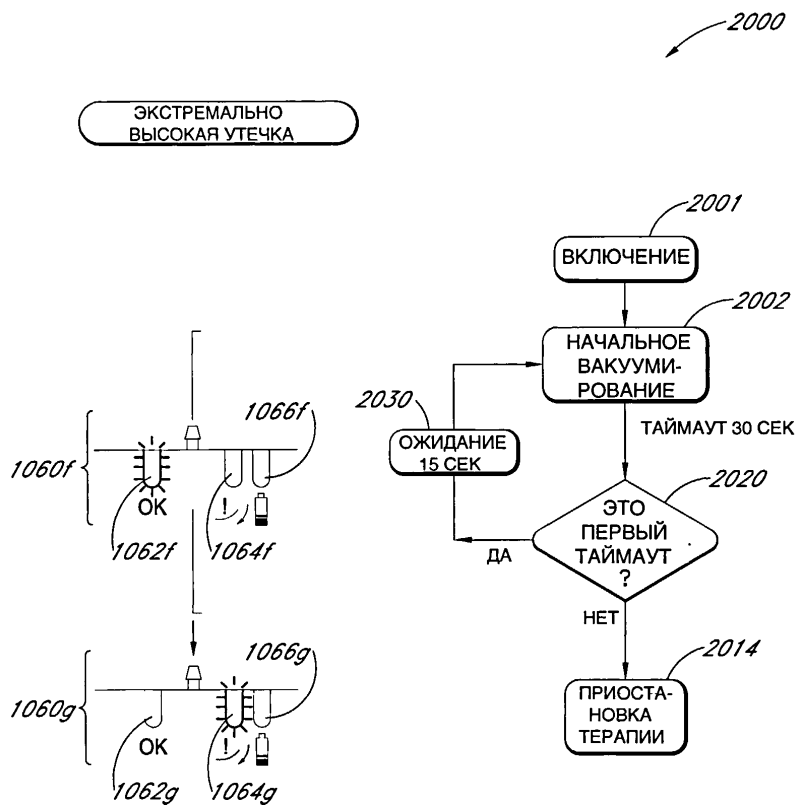 2000
ЭКСТРЕМАЛЬНО
ВЫСОКАЯ УТЕЧКА
2001
ВКЛЮЧЕНИЕ
2002
НАЧАЛЬНОЕ
ВАКУУМИ-
РОВАНИЕ
ТАЙМАУТ 30 СЕК
2030
ОЖИДАНИЕ
15 СЕК
2020
ЭТО
ПЕРВЫЙ
ТАЙМАУТ
?
ДА
НЕТ
2014
ПРИОСТА-
НОВКА
ТЕРАПИИ
1066f
1060f
OK
!
1062f
1064f
1066g
1060g
OK
!
1062g
1064g